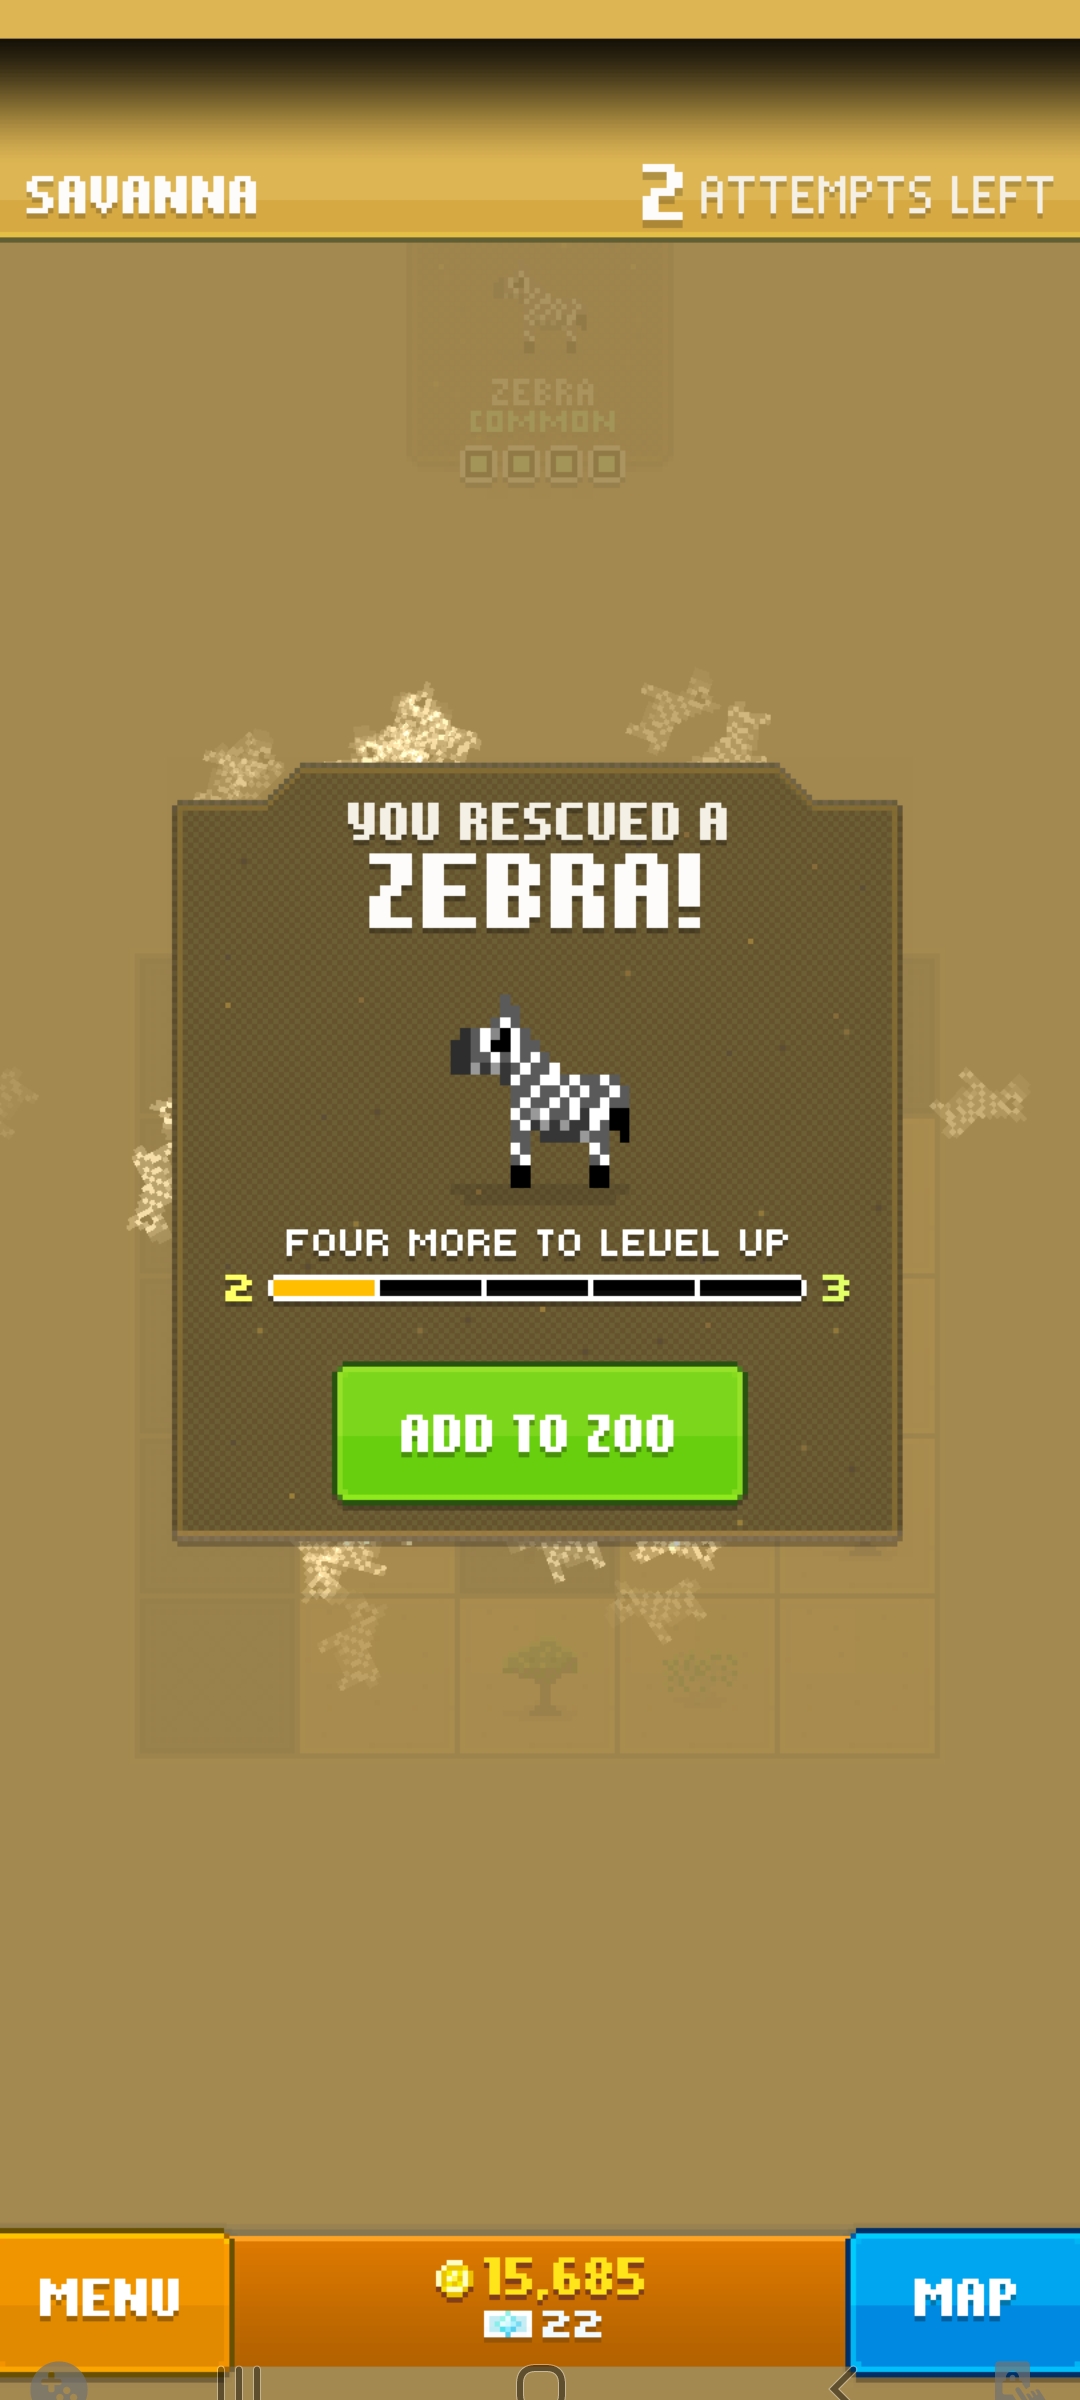 SAVANNA
2 ATTEMPTS LEFT
ZEBRA
COMMON
YOU RESCUED A
ZEBRA!
FOUR MORE TO LEVEL UP
2 3
ADD TO ZOO
MENU
15,685
22
MAP